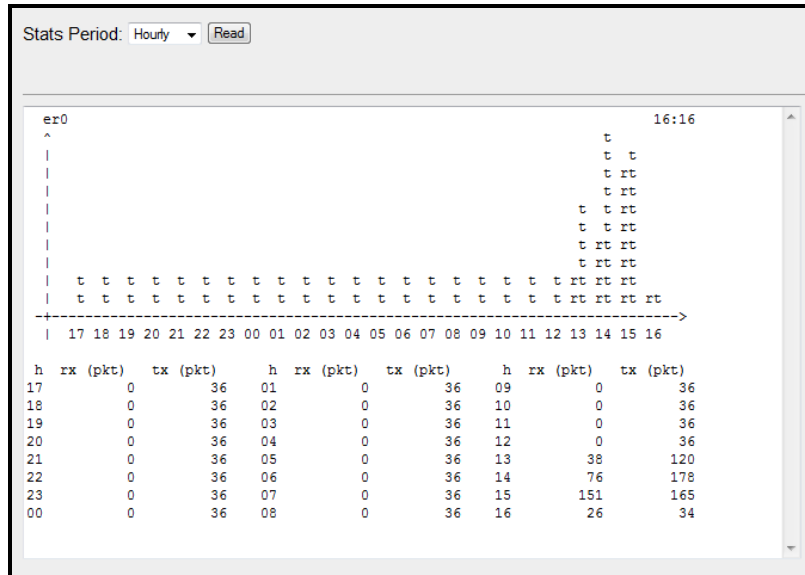 Stats Period: Hourly Read
er0 16:16
^ t
| t t
| t rt
| t rt
| t t rt
| t t rt
| t rt rt
| t rt rt
| t t t t t t t t t t t t t t t t t t t t rt rt rt
| t t t t t t t t t t t t t t t t t t t t rt rt rt rt
-+--------------------------------------------------------------------------->
| 17 18 19 20 21 22 23 00 01 02 03 04 05 06 07 08 09 10 11 12 13 14 15 16
h rx (pkt) tx (pkt) h rx (pkt) tx (pkt) h rx (pkt) tx (pkt)
17 0 36 01 0 36 09 0 36
18 0 36 02 0 36 10 0 36
19 0 36 03 0 36 11 0 36
20 0 36 04 0 36 12 0 36
21 0 36 05 0 36 13 38 120
22 0 36 06 0 36 14 76 178
23 0 36 07 0 36 15 151 165
00 0 36 08 0 36 16 26 34